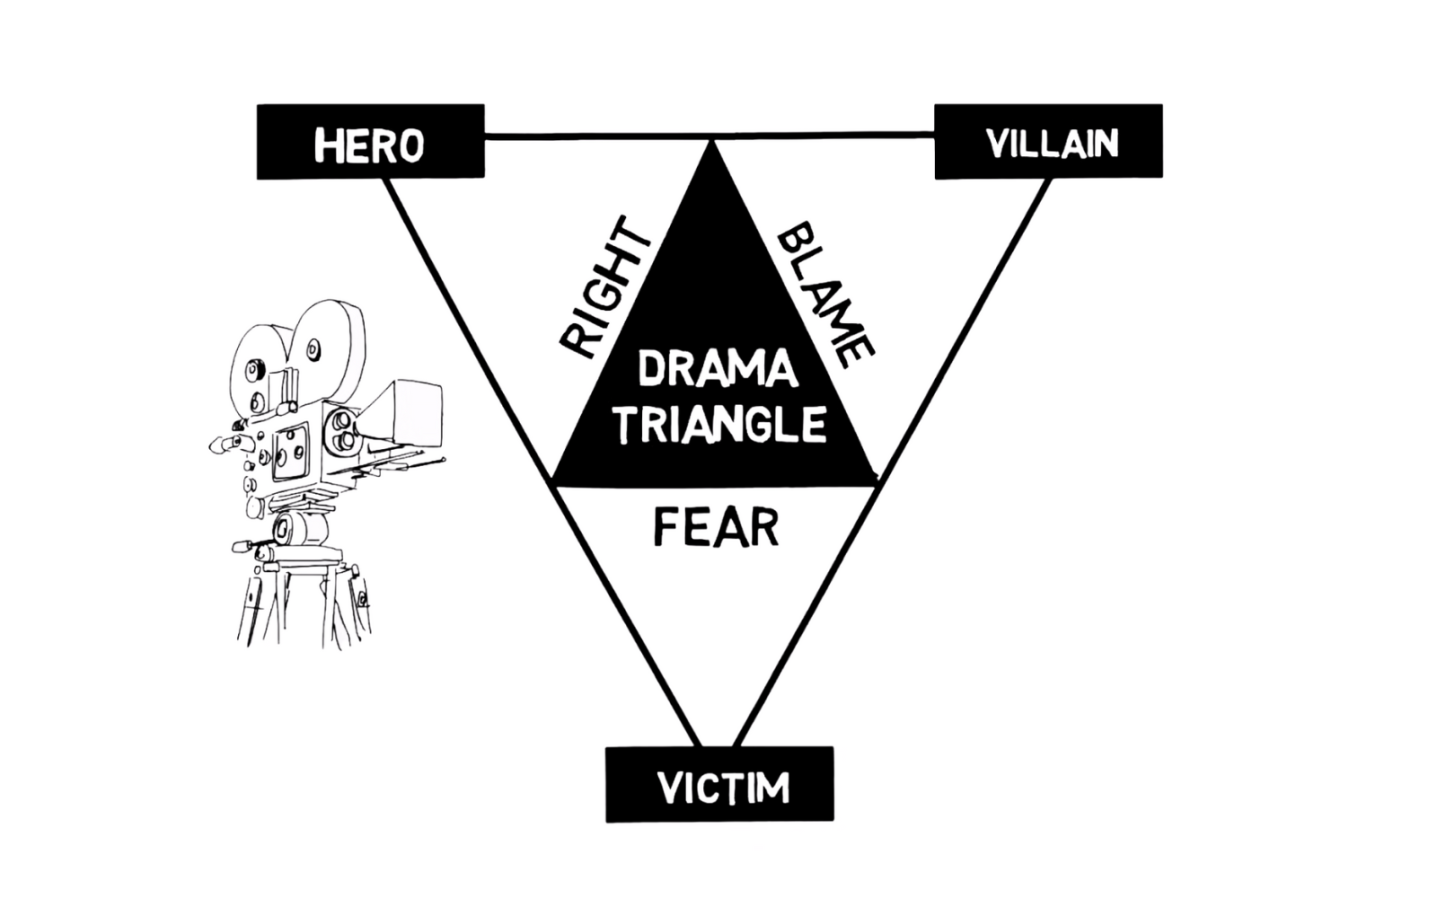 HERO
VILLAIN
RIGHT
BLAME
DRAMA
TRIANGLE
FEAR
VICTIM